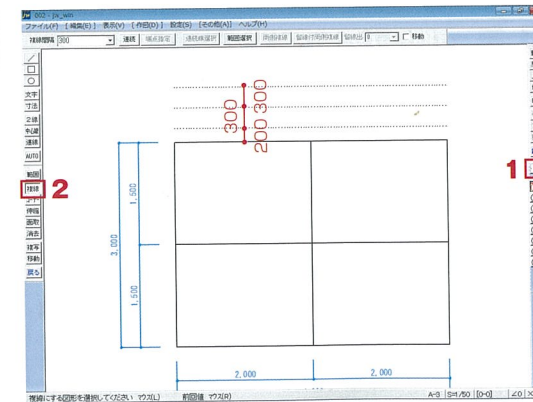 002 - jw_win
ファイル(F) [編集(E)] 表示(V) [作図(D)] 設定(S) [その他(A)] ヘルプ(H)
複線間隔 300 連続 端点指定 連続線選択 範囲選択 両側複線 留線付両側複線 留線出 0 移動
文字
寸法
2線
中心線
連線
AUTO
範囲
複線
2
コーナー
伸縮
面取
消去
複写
移動
戻る
1
300
300
200
3,000
1,500
1,500
2,000
2,000
複線にする図形を選択してください マウス(L) 前回値 マウス(R)
A-3 S=1/50 [0-0] ∠0 ×